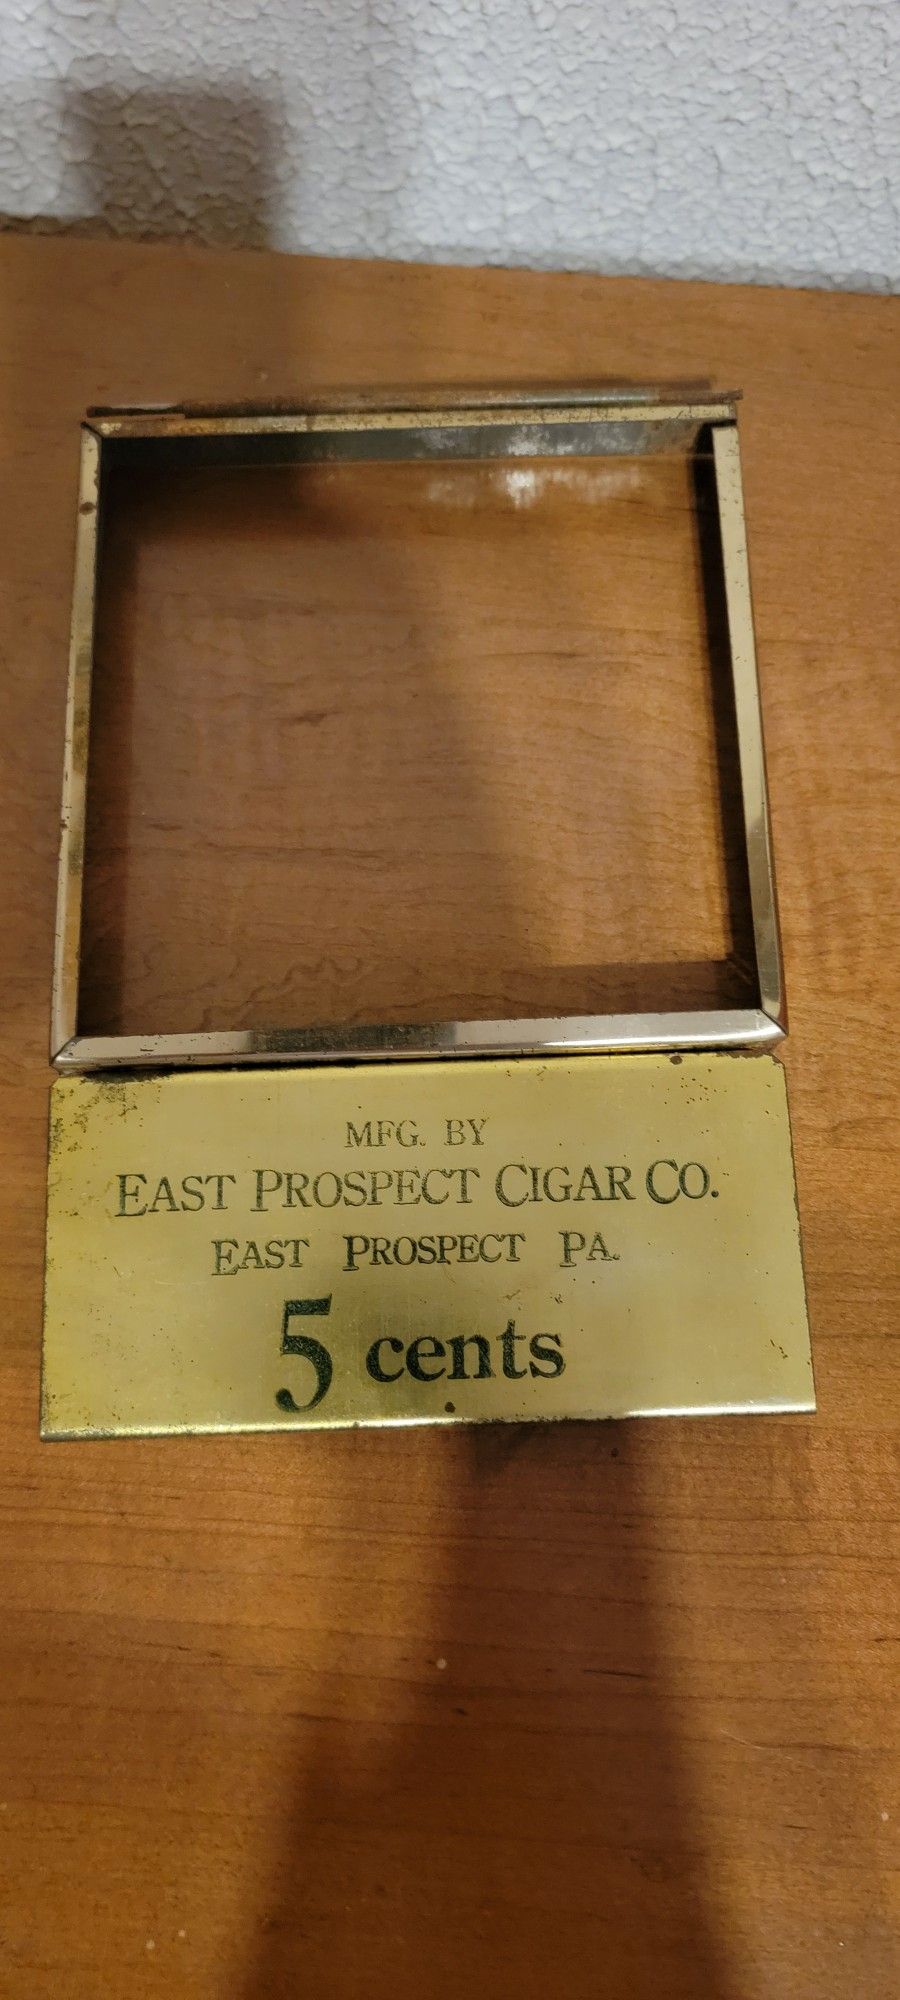 MFG. BY
EAST PROSPECT CIGAR CO.
EAST PROSPECT PA.
5 cents